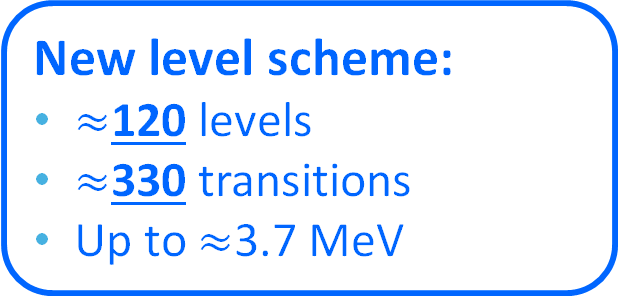 New level scheme:
• ≈120 levels
• ≈330 transitions
• Up to ≈3.7 MeV